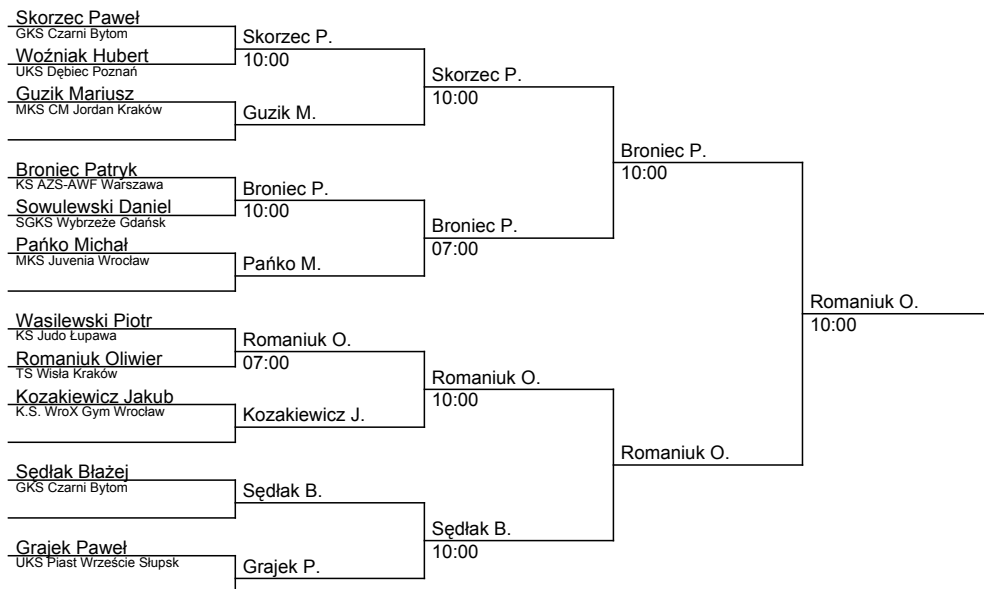 Skorzec Paweł
GKS Czarni Bytom
Woźniak Hubert
UKS Dębiec Poznań
Guzik Mariusz
MKS CM Jordan Kraków
Broniec Patryk
KS AZS-AWF Warszawa
Sowulewski Daniel
SGKS Wybrzeże Gdańsk
Pańko Michał
MKS Juvenia Wrocław
Wasilewski Piotr
KS Judo Łupawa
Romaniuk Oliwier
TS Wisła Kraków
Kozakiewicz Jakub
K.S. WroX Gym Wrocław
Sędłak Błażej
GKS Czarni Bytom
Grajek Paweł
UKS Piast Wrzeście Słupsk
Skorzec P.
10:00
Guzik M.
Broniec P.
10:00
Pańko M.
Romaniuk O.
07:00
Kozakiewicz J.
Sędłak B.
Grajek P.
Skorzec P.
10:00
Broniec P.
07:00
Romaniuk O.
10:00
Sędłak B.
10:00
Broniec P.
10:00
Romaniuk O.
Romaniuk O.
10:00